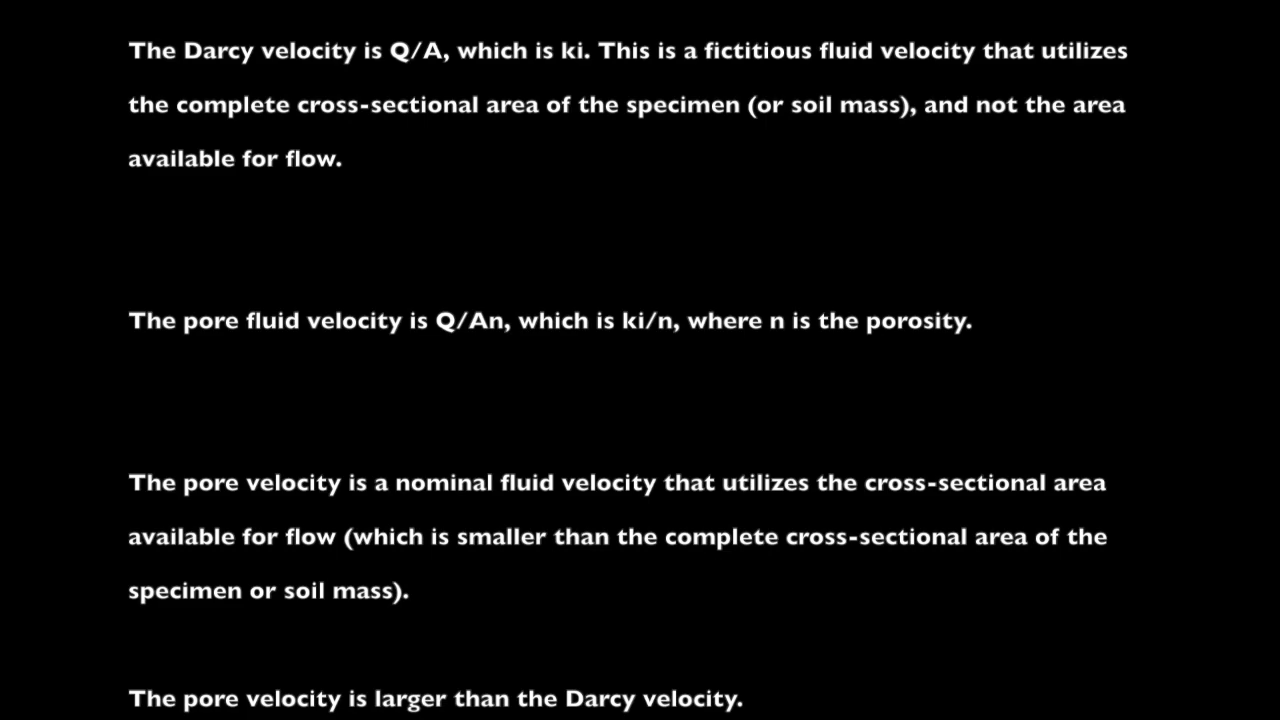 The Darcy velocity is Q/A, which is ki. This is a fictitious fluid velocity that utilizes
the complete cross-sectional area of the specimen (or soil mass), and not the area
available for flow.
The pore fluid velocity is Q/An, which is ki/n, where n is the porosity.
The pore velocity is a nominal fluid velocity that utilizes the cross-sectional area
available for flow (which is smaller than the complete cross-sectional area of the
specimen or soil mass).
The pore velocity is larger than the Darcy velocity.